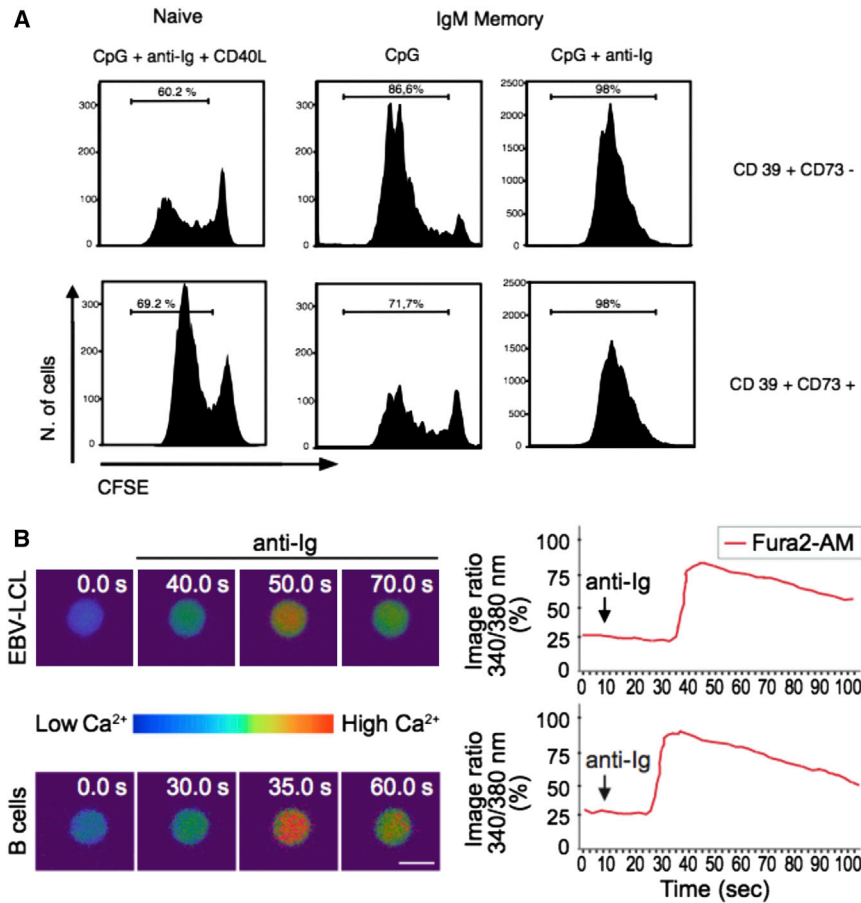 A
Naive
IgM Memory
CpG + anti-Ig + CD40L
CpG
CpG + anti-Ig
60.2 %
86,6%
98%
300
200
100
0
300
200
100
0
2500
2000
1500
1000
500
0
CD 39 + CD73 -
69.2 %
71,7%
98%
300
200
100
0
300
200
100
0
2500
2000
1500
1000
500
0
CD 39 + CD73 +
N. of cells
CFSE
B
anti-Ig
EBV-LCL
0.0 s
40.0 s
50.0 s
70.0 s
Low Ca²⁺
High Ca²⁺
B cells
0.0 s
30.0 s
35.0 s
60.0 s
Image ratio
340/380 nm
(%)
100
75
50
25
0
anti-Ig
Fura2-AM
0 10 20 30 40 50 60 70 80 90 100
Image ratio
340/380 nm
(%)
100
75
50
25
0
anti-Ig
0 10 20 30 40 50 60 70 80 90 100
Time (sec)